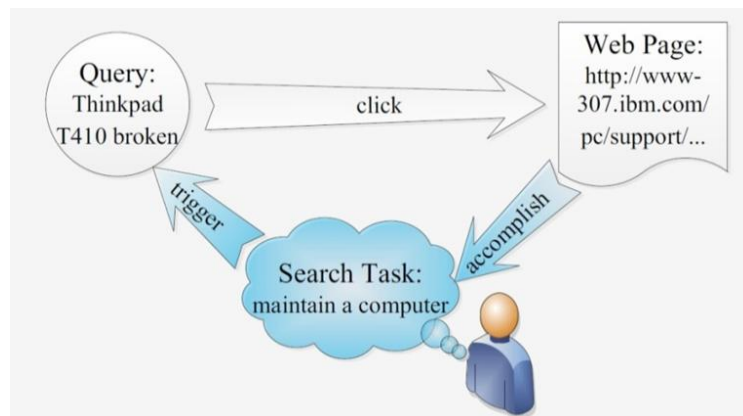 Query:
Thinkpad
T410 broken
click
Web Page:
http://www-
307.ibm.com/
pc/support/...
trigger
accomplish
Search Task:
maintain a computer